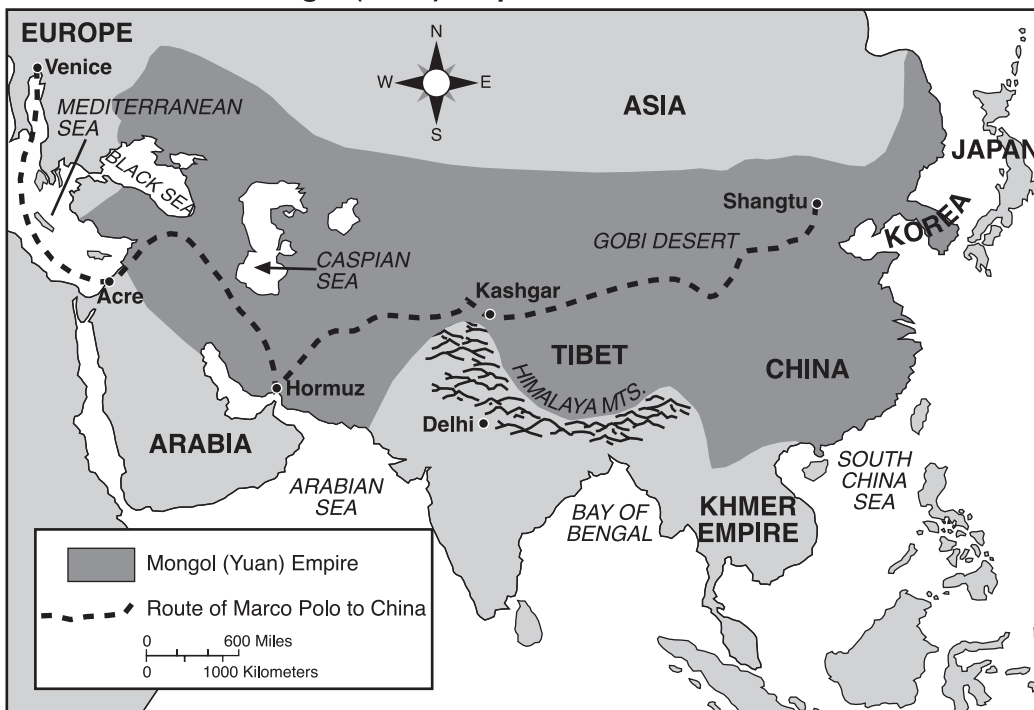 EUROPE
Venice
MEDITERRANEAN
SEA
BLACK SEA
N
W E
S
ASIA
JAPAN
Shangtu
KOREA
GOBI DESERT
CASPIAN
SEA
Acre
Kashgar
TIBET
CHINA
HIMALAYA MTS.
Hormuz
Delhi
ARABIA
ARABIAN
SEA
BAY OF
BENGAL
KHMER
EMPIRE
SOUTH
CHINA
SEA
Mongol (Yuan) Empire
Route of Marco Polo to China
0 600 Miles
0 1000 Kilometers